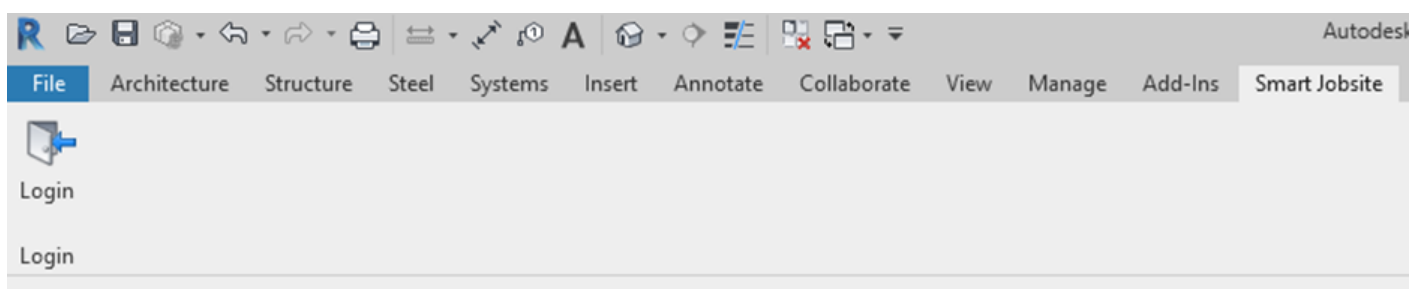 Autodesk
File Architecture Structure Steel Systems Insert Annotate Collaborate View Manage Add-Ins Smart Jobsite
Login
Login